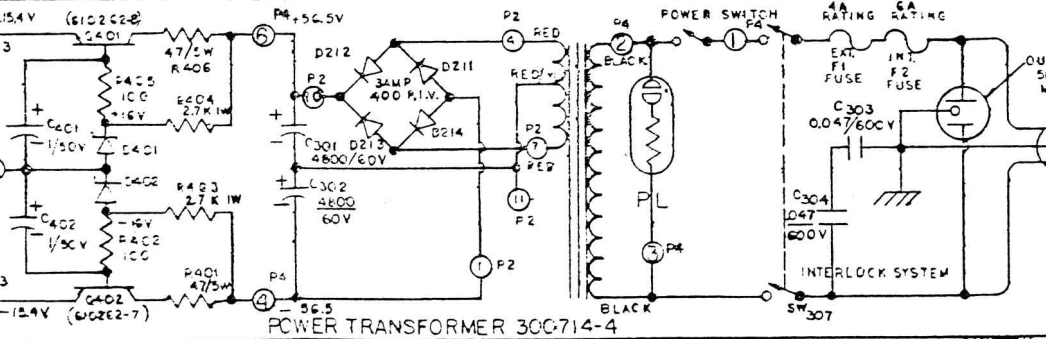 15.4V
(610262-8)
Q401
47/5W
R406
P4
6
+56.5V
P2
D212
D211
3AMP
400 P.I.V.
D213
D214
P2
4
RED
RED/
P2
7
RED
11
P2
1
P2
P4
2
BLACK
POWER SWITCH
1
P4
4A
RATING
6A
RATING
EXT.
F1
FUSE
INT.
F2
FUSE
3
R405
100
+16V
R404
2.7K 1W
C401
1/50V
D401
D402
C402
1/50V
-16V
R402
100
R403
2.7K 1W
R401
47/5W
3
-15.4V
Q402
(610262-7)
P4
4
-56.5
C301
4800/60V
C302
4800
60V
PL
3
P4
BLACK
C303
0.047/600V
C304
.047
600V
INTERLOCK SYSTEM
SW307
POWER TRANSFORMER 300714-4